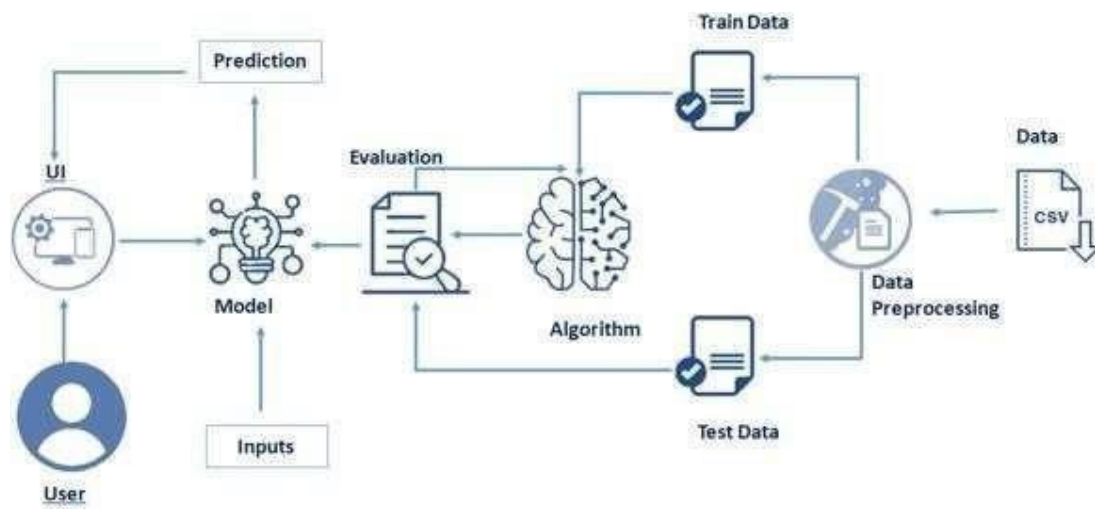 Train Data
Prediction
Data
Evaluation
UI
CSV
Model
Data
Preprocessing
Algorithm
Inputs
Test Data
User